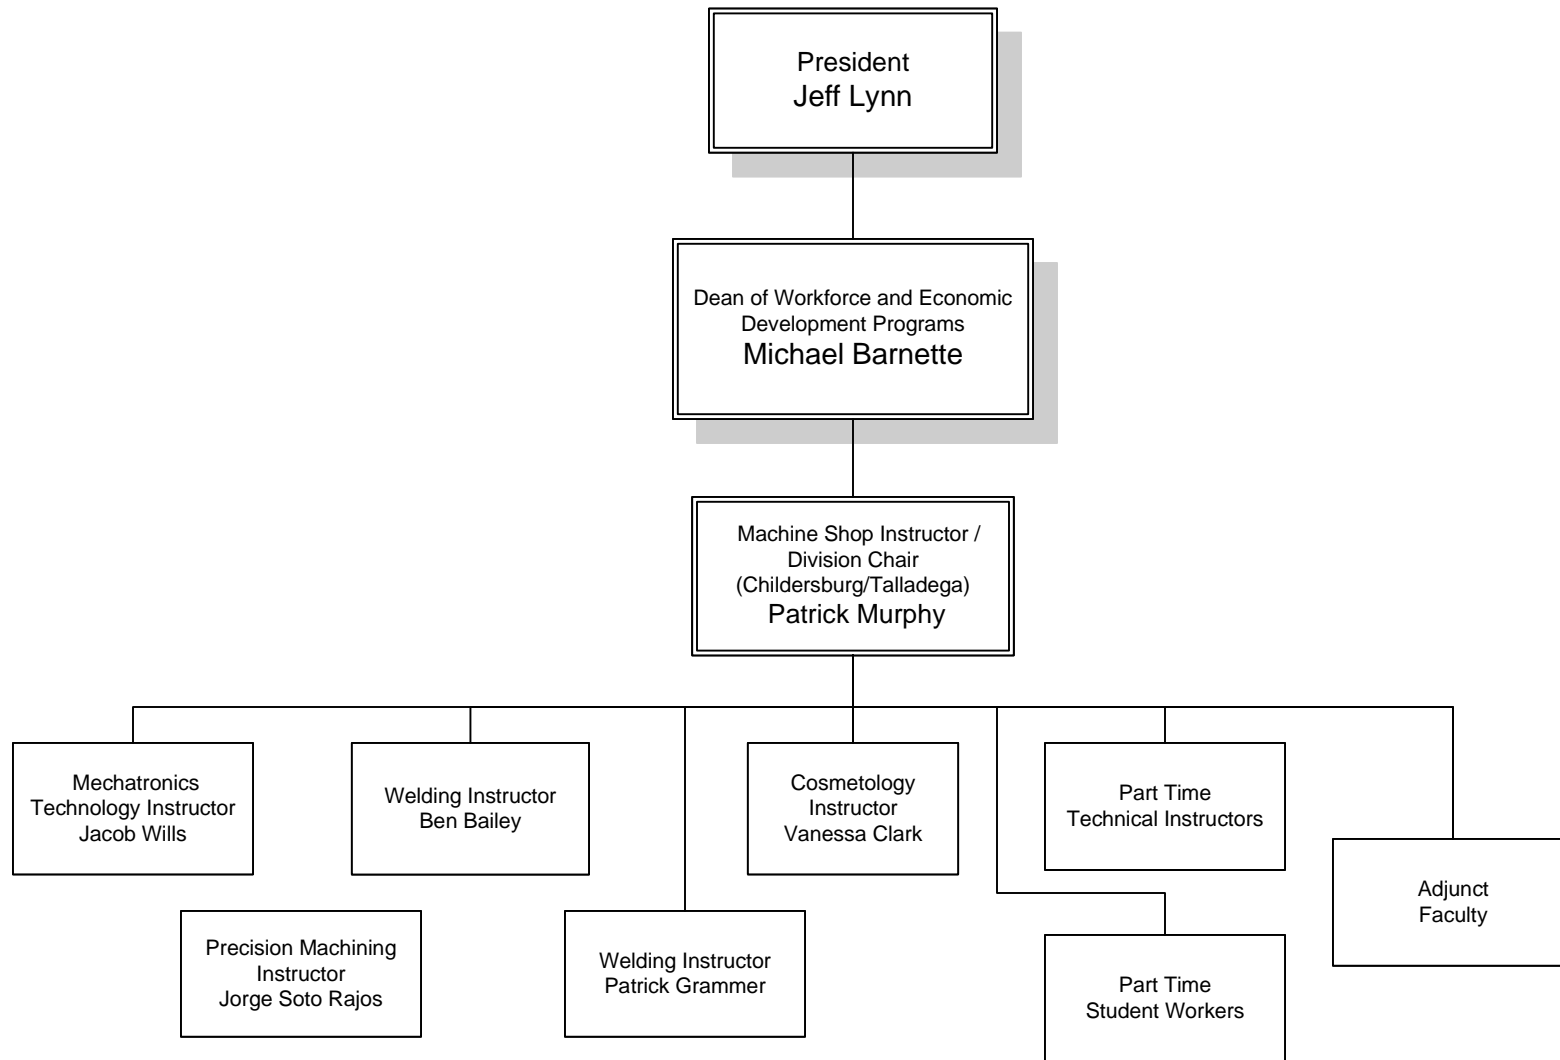 President
Jeff Lynn
Dean of Workforce and Economic
Development Programs
Michael Barnette
Machine Shop Instructor /
Division Chair
(Childersburg/Talladega)
Patrick Murphy
Mechatronics
Technology Instructor
Jacob Wills
Welding Instructor
Ben Bailey
Cosmetology
Instructor
Vanessa Clark
Part Time
Technical Instructors
Adjunct
Faculty
Precision Machining
Instructor
Jorge Soto Rajos
Welding Instructor
Patrick Grammer
Part Time
Student Workers